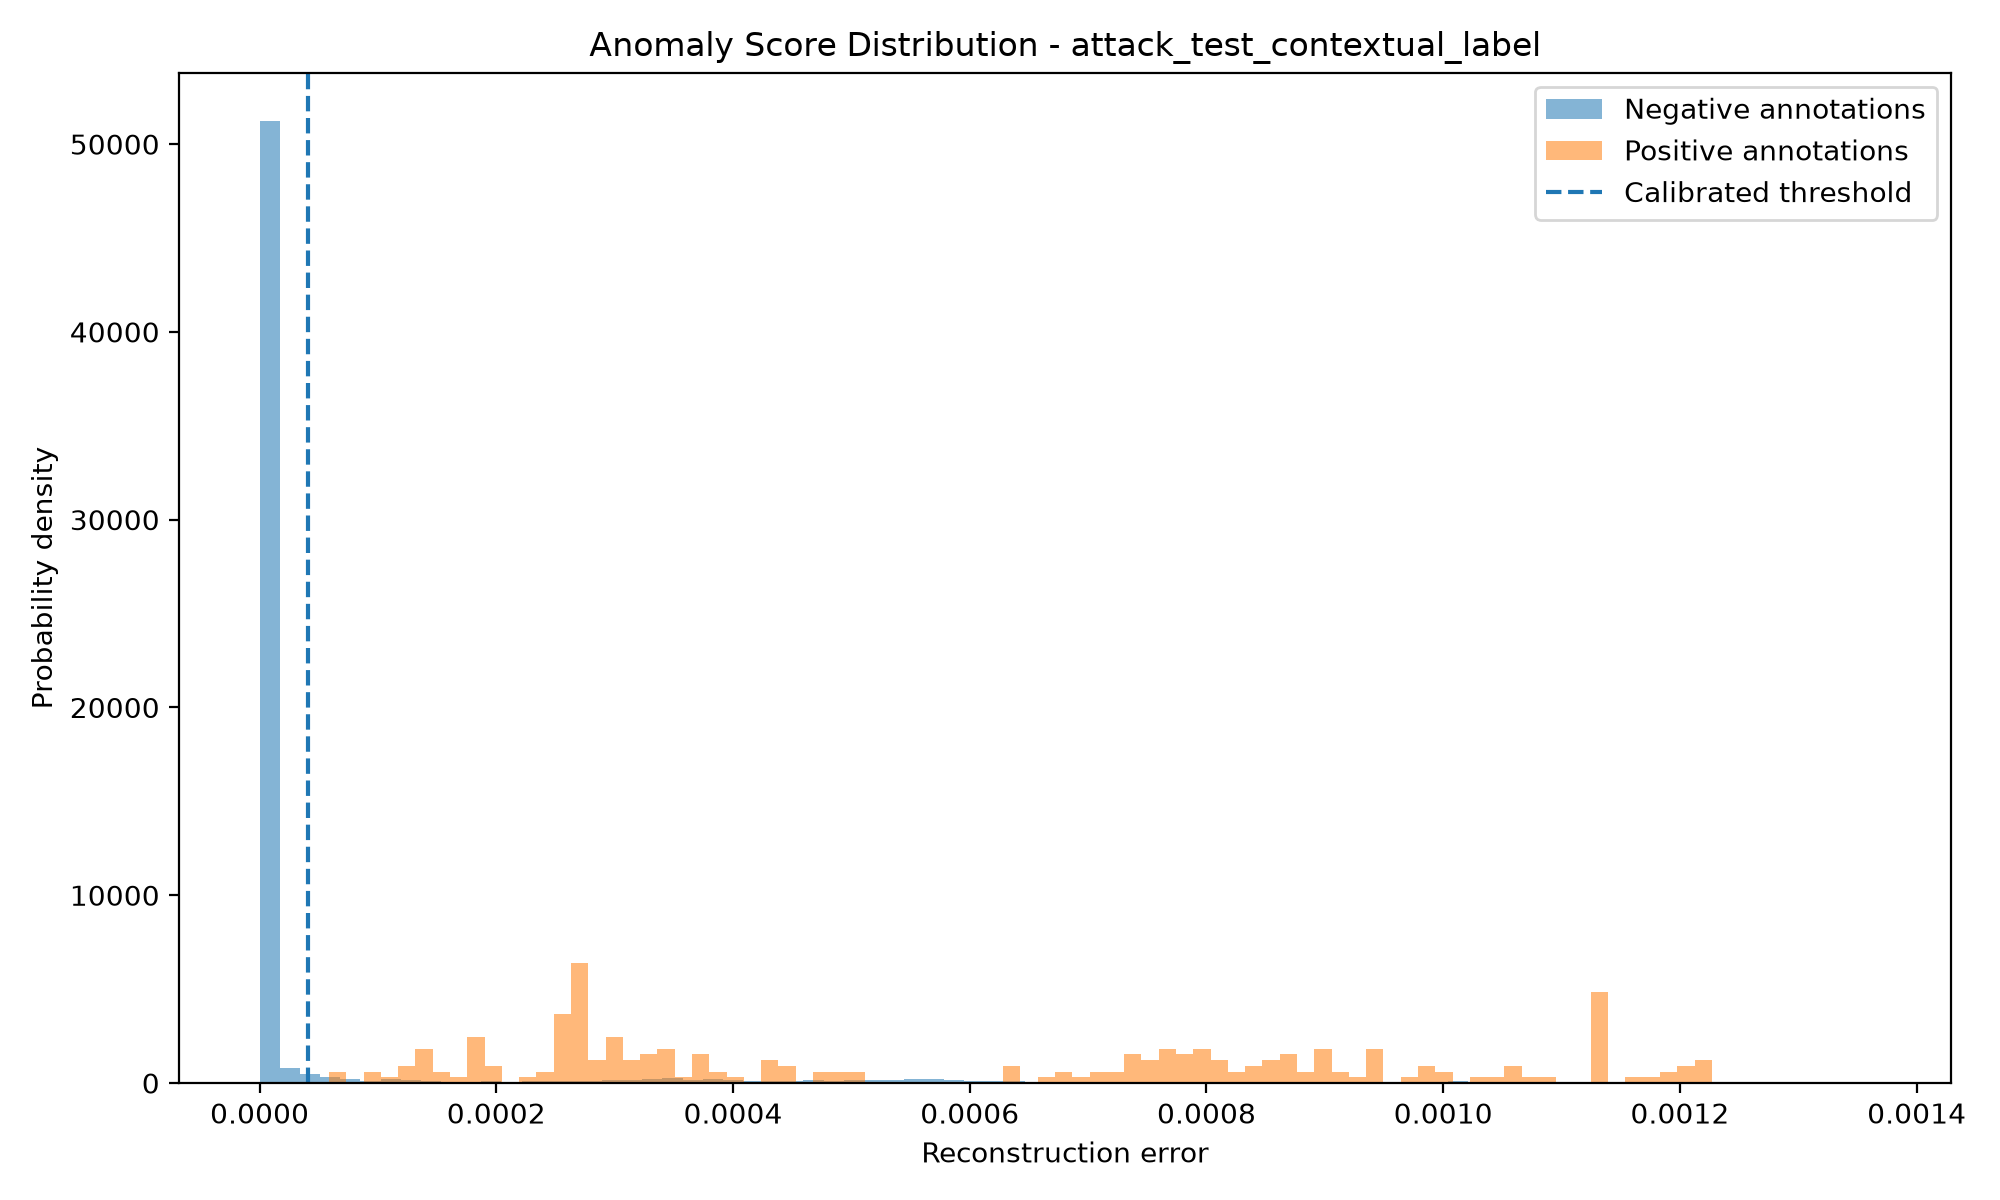 Anomaly Score Distribution - attack_test_contextual_label
Negative annotations
Positive annotations
Calibrated threshold
Probability density
50000
40000
30000
20000
10000
0
0.0000 0.0002 0.0004 0.0006 0.0008 0.0010 0.0012 0.0014
Reconstruction error